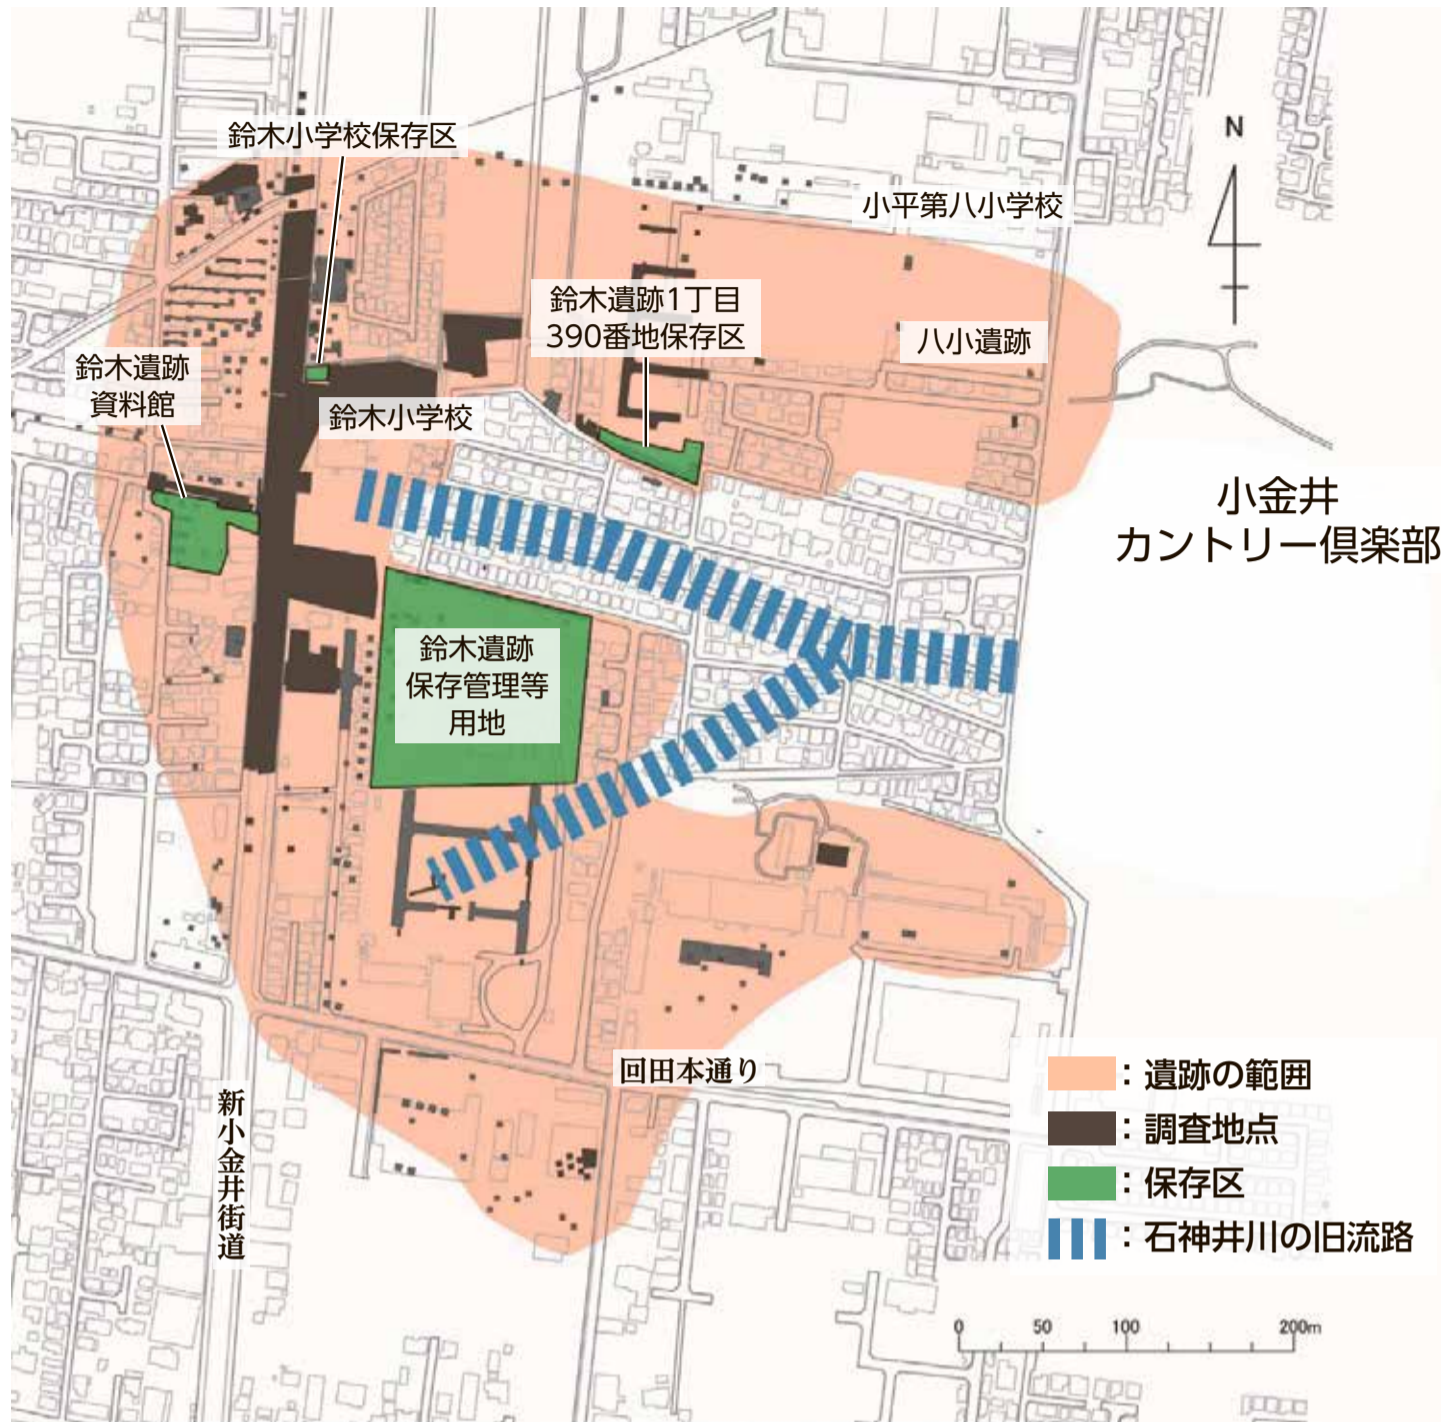 鈴木小学校保存区
N
小平第八小学校
鈴木遺跡1丁目
390番地保存区
八小遺跡
鈴木遺跡
資料館
鈴木小学校
小金井
カントリー倶楽部
鈴木遺跡
保存管理等
用地
回田本通り
新小金井街道
：遺跡の範囲
：調査地点
：保存区
：石神井川の旧流路
0 50 100 200m